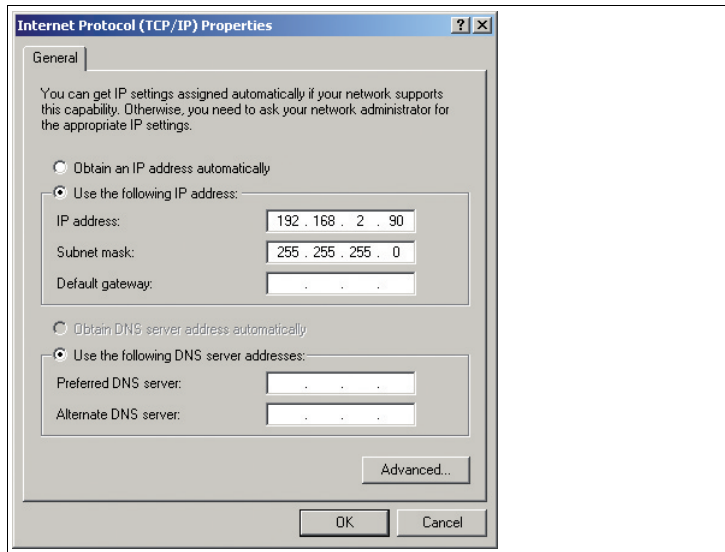 Internet Protocol (TCP/IP) Properties
General
You can get IP settings assigned automatically if your network supports
this capability. Otherwise, you need to ask your network administrator for
the appropriate IP settings.
Obtain an IP address automatically
Use the following IP address:
IP address: 192 . 168 . 2 . 90
Subnet mask: 255 . 255 . 255 . 0
Default gateway: . . .
Obtain DNS server address automatically
Use the following DNS server addresses:
Preferred DNS server: . . .
Alternate DNS server: . . .
Advanced...
OK Cancel